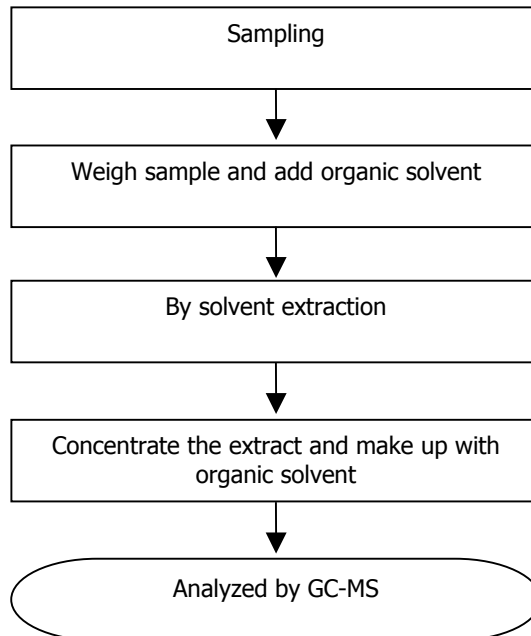 Sampling
Weigh sample and add organic solvent
By solvent extraction
Concentrate the extract and make up with
organic solvent
Analyzed by GC-MS